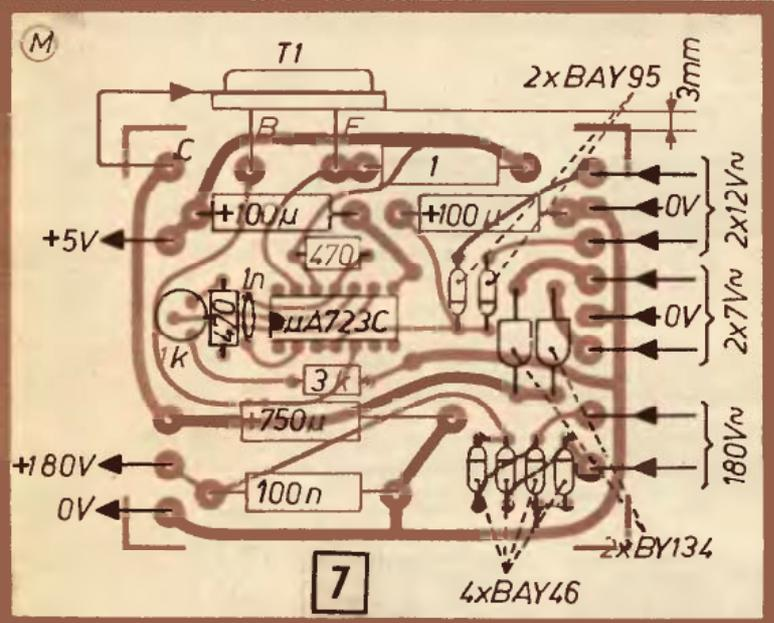 M
T1
2xBAY95
3mm
B
E
C
1
+100µ
+100µ
+5V
470
0V
2x12V~
1n
470
µA723C
0V
2x7V~
1k
3k
+750µ
180V~
+180V
100n
0V
2xBY134
4xBAY46
7